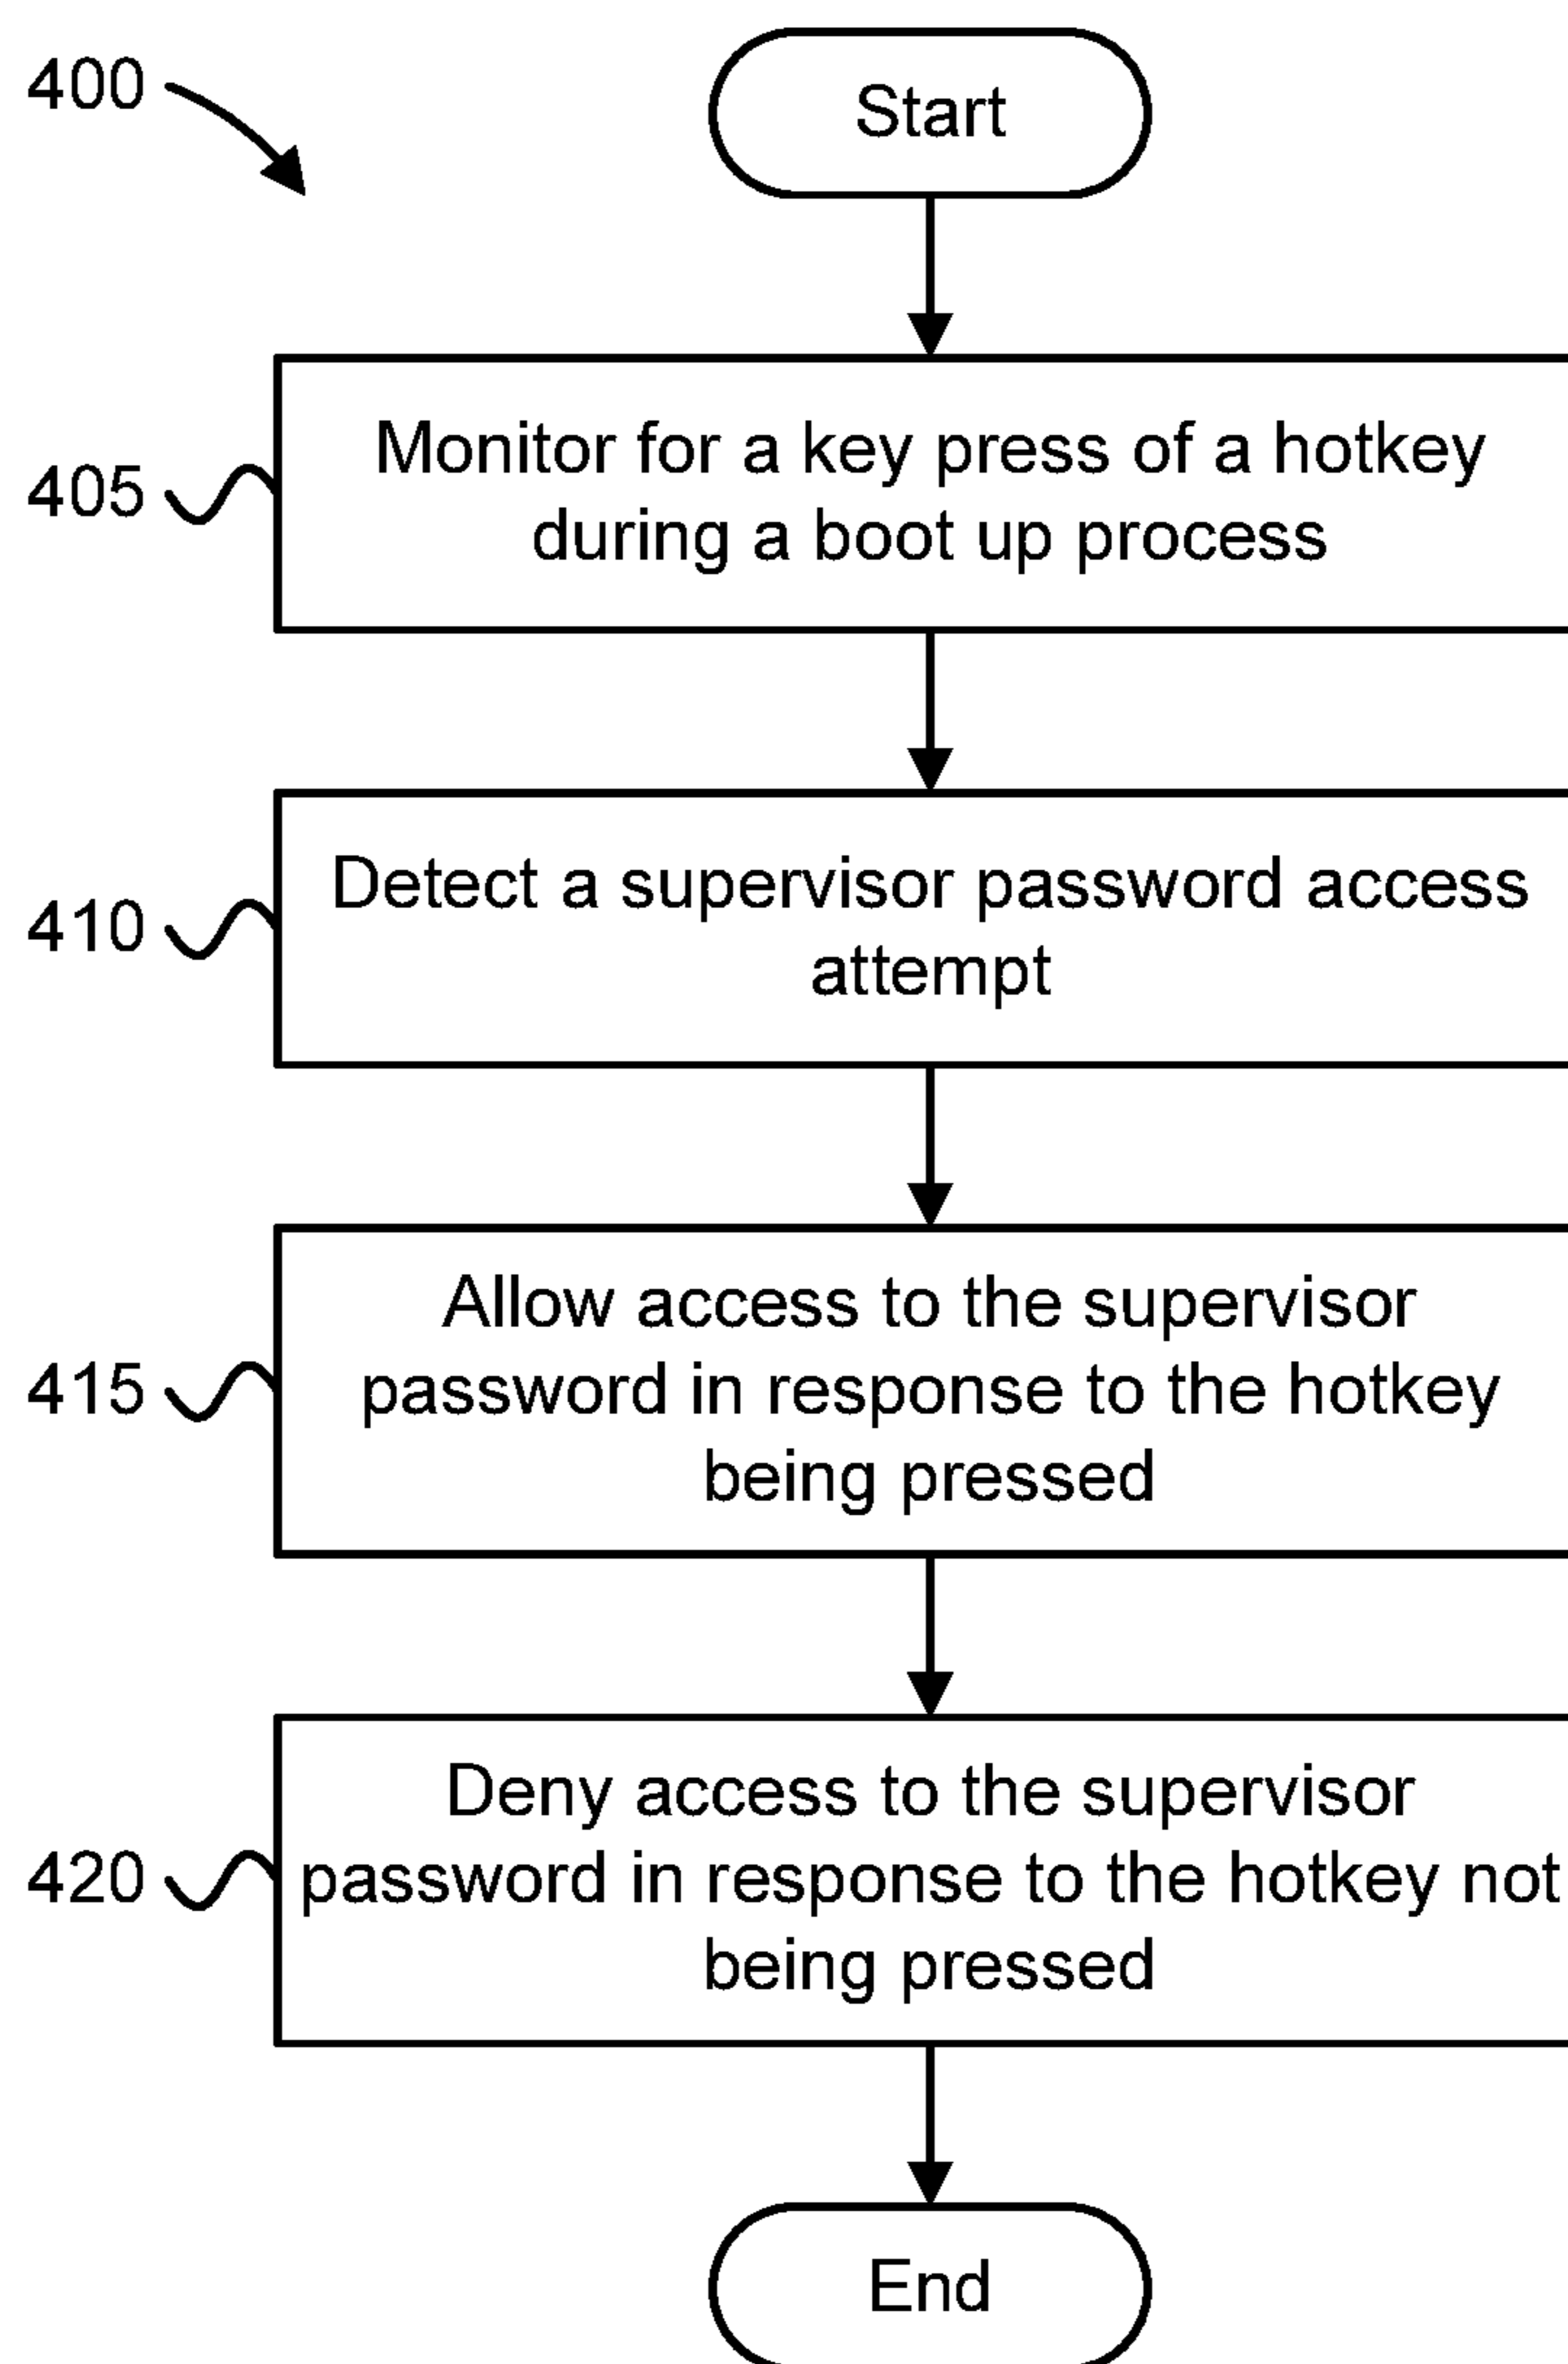 400
Start
405
Monitor for a key press of a hotkey
during a boot up process
410
Detect a supervisor password access
attempt
415
Allow access to the supervisor
password in response to the hotkey
being pressed
420
Deny access to the supervisor
password in response to the hotkey not
being pressed
End